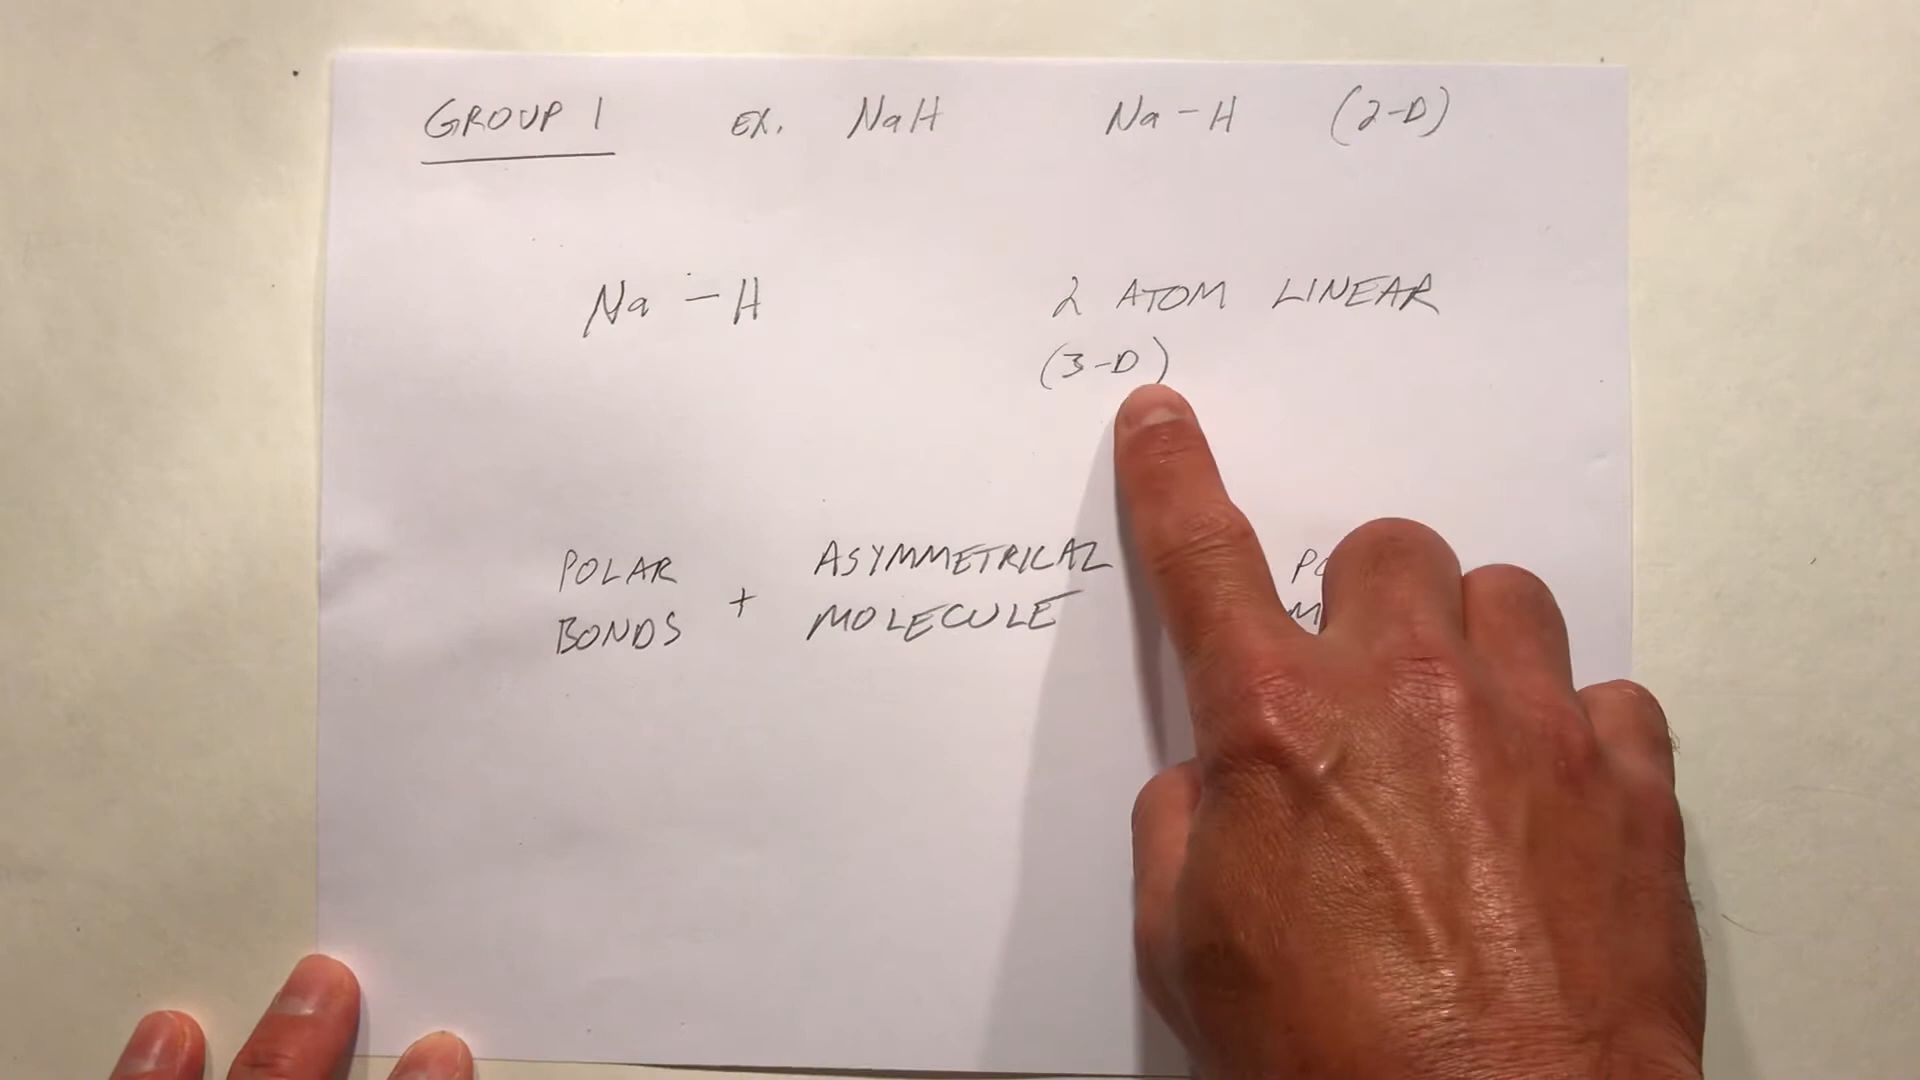 GROUP 1 EX. NaH Na-H (2-D)
Na-H 2 ATOM LINEAR
(3-D)
POLAR ASYMMETRICAL
BONDS + MOLECULE